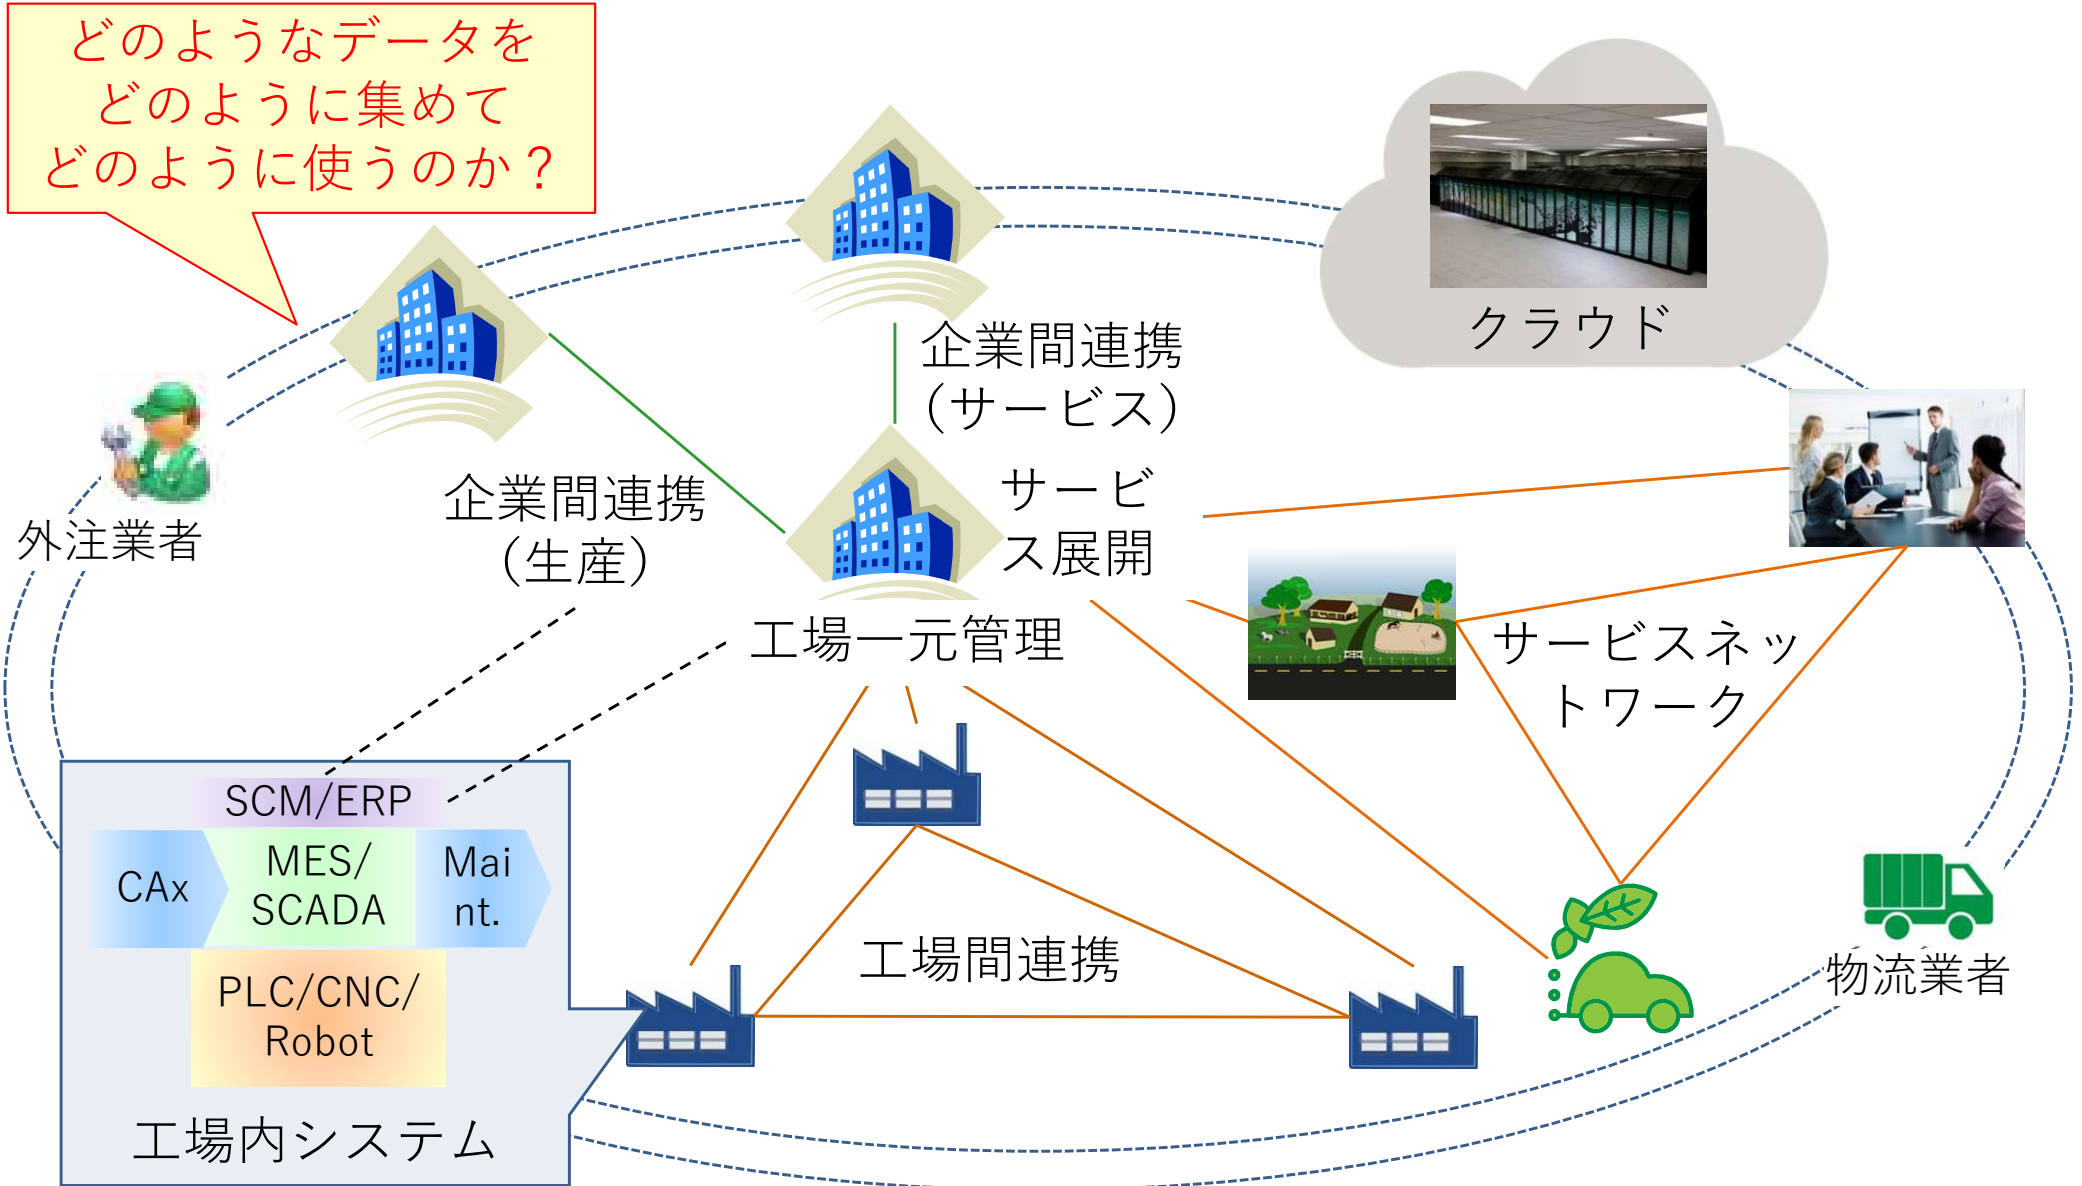 どのようなデータを
どのように集めて
どのように使うのか？
クラウド
企業間連携
（サービス）
外注業者
企業間連携
（生産）
サービ
ス展開
工場一元管理
サービスネッ
トワーク
SCM/ERP
CAx
MES/
SCADA
Mai
nt.
PLC/CNC/
Robot
工場内システム
工場間連携
物流業者